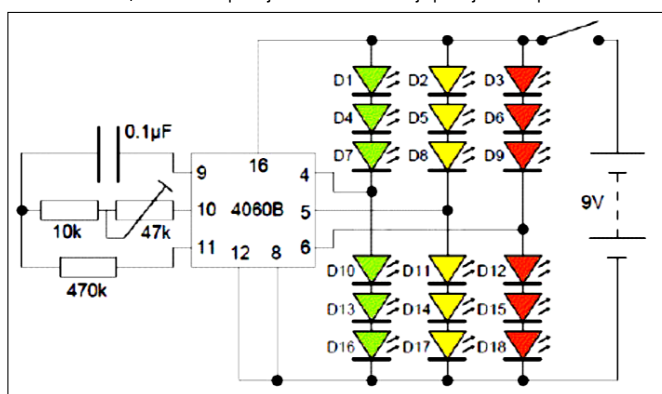 D1 D2 D3
D4 D5 D6
0.1µF
16
D7 D8 D9
9 4
10k 47k 10 4060B 5 9V
11 12 8 6
470k
D10 D11 D12
D13 D14 D15
D16 D17 D18